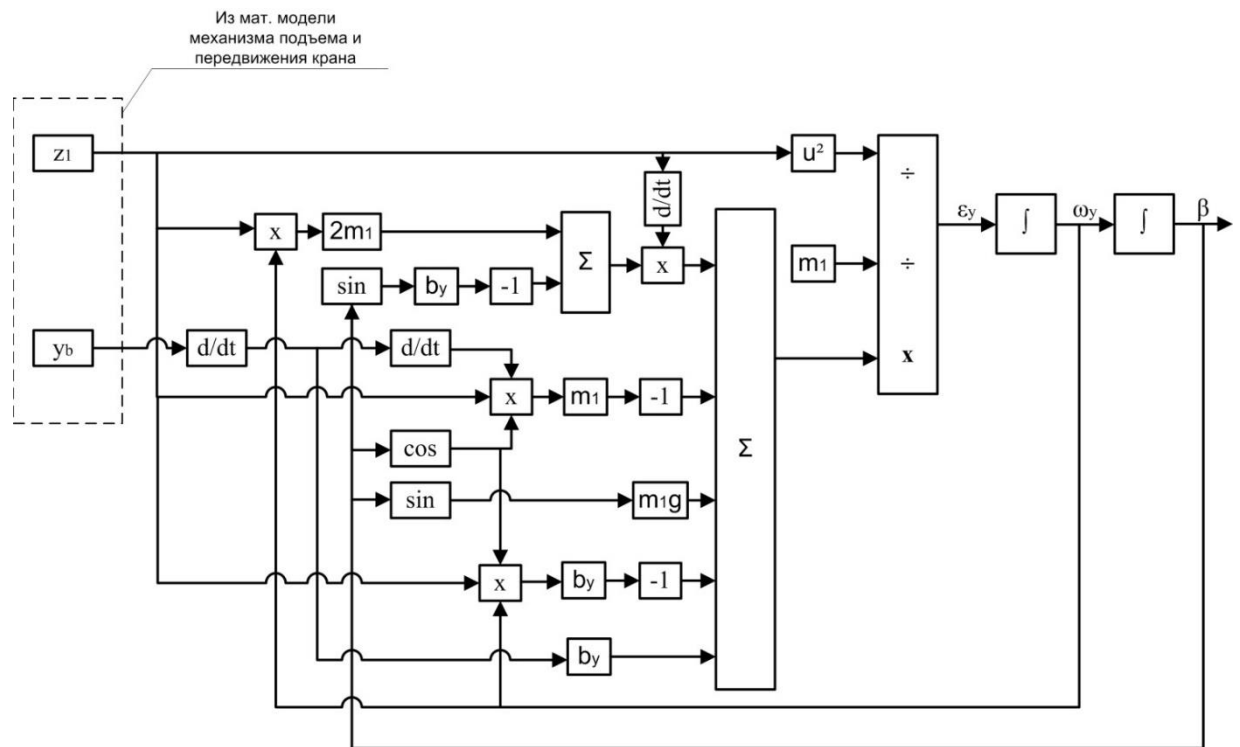 Из мат. модели
механизма подъема и
передвижения крана
z₁
u²
÷
d/dt
εy
∫
ωy
∫
β
x
2m₁
Σ
x
m₁
÷
sin
by
-1
yb
d/dt
d/dt
x
x
m₁
-1
cos
Σ
sin
m₁g
x
by
-1
by